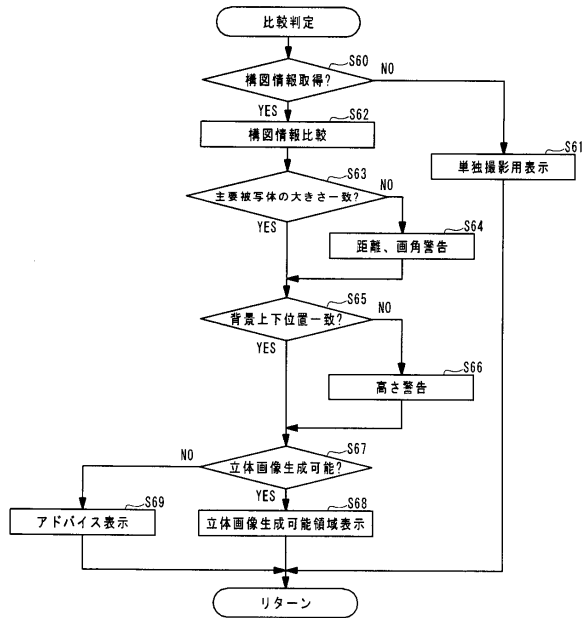 比較判定
S60
構図情報取得?
NO
YES
S62
構図情報比較
S61
単独撮影用表示
S63
主要被写体の大きさ一致?
NO
YES
S64
距離、画角警告
S65
背景上下位置一致?
NO
YES
S66
高さ警告
S67
NO
立体画像生成可能?
YES
S69
アドバイス表示
S68
立体画像生成可能領域表示
リターン